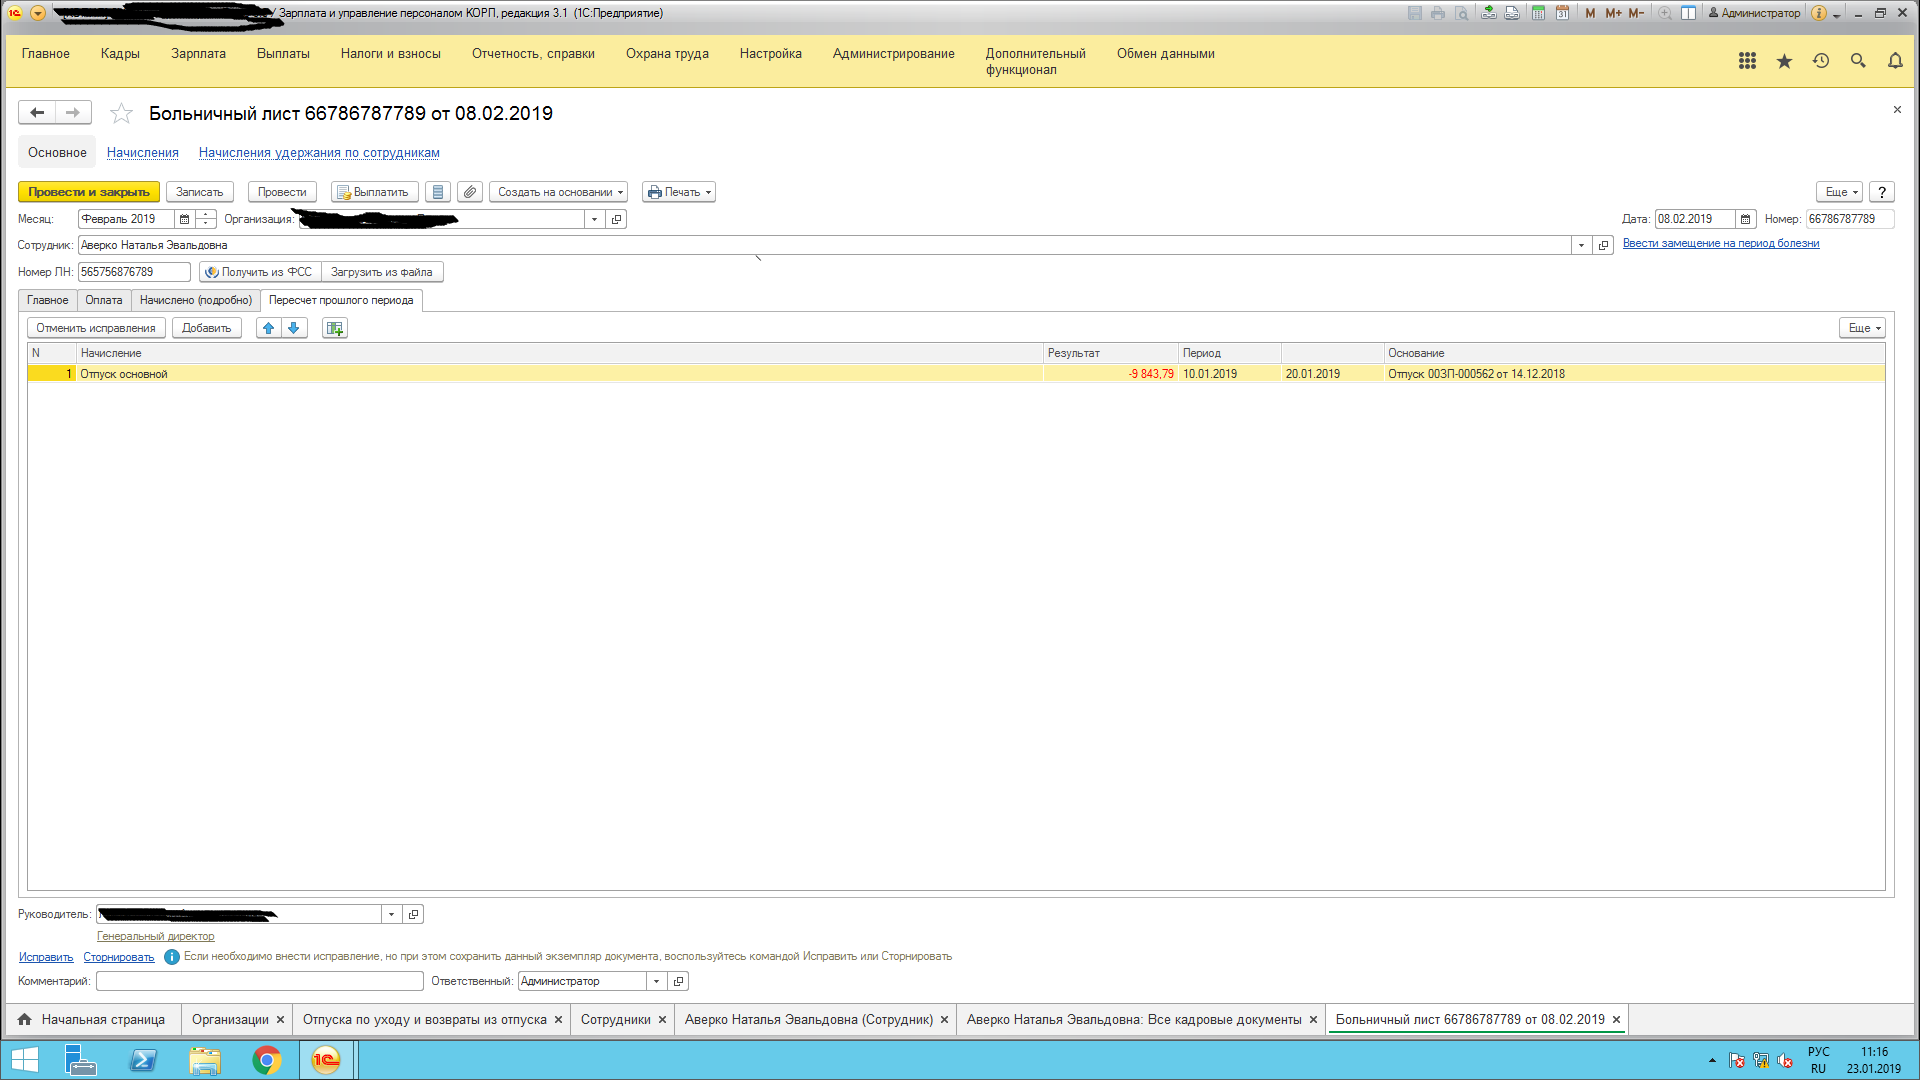 / Зарплата и управление персоналом КОРП, редакция 3.1 (1С:Предприятие)
31 M M+ M- Администратор
Главное Кадры Зарплата Выплаты Налоги и взносы Отчетность, справки Охрана труда Настройка Администрирование Дополнительный функционал Обмен данными
Больничный лист 66786787789 от 08.02.2019
Основное Начисления Начисления удержания по сотрудникам
Провести и закрыть Записать Провести Выплатить Создать на основании Печать Еще ?
Месяц: Февраль 2019 Организация: Дата: 08.02.2019 Номер: 66786787789
Сотрудник: Аверко Наталья Эвальдовна Ввести замещение на период болезни
Номер ЛН: 565756876789 Получить из ФСС Загрузить из файла
Главное Оплата Начислено (подробно) Пересчет прошлого периода
Отменить исправления Добавить Еще
N Начисление Результат Период Основание
1 Отпуск основной -9 843,79 10.01.2019 20.01.2019 Отпуск 00ЗП-000562 от 14.12.2018
Руководитель:
Генеральный директор
Исправить Сторнировать Если необходимо внести исправление, но при этом сохранить данный экземпляр документа, воспользуйтесь командой Исправить или Сторнировать
Комментарий: Ответственный: Администратор
Начальная страница Организации Отпуска по уходу и возвраты из отпуска Сотрудники Аверко Наталья Эвальдовна (Сотрудник) Аверко Наталья Эвальдовна: Все кадровые документы Больничный лист 66786787789 от 08.02.2019
РУС 11:16
RU 23.01.2019